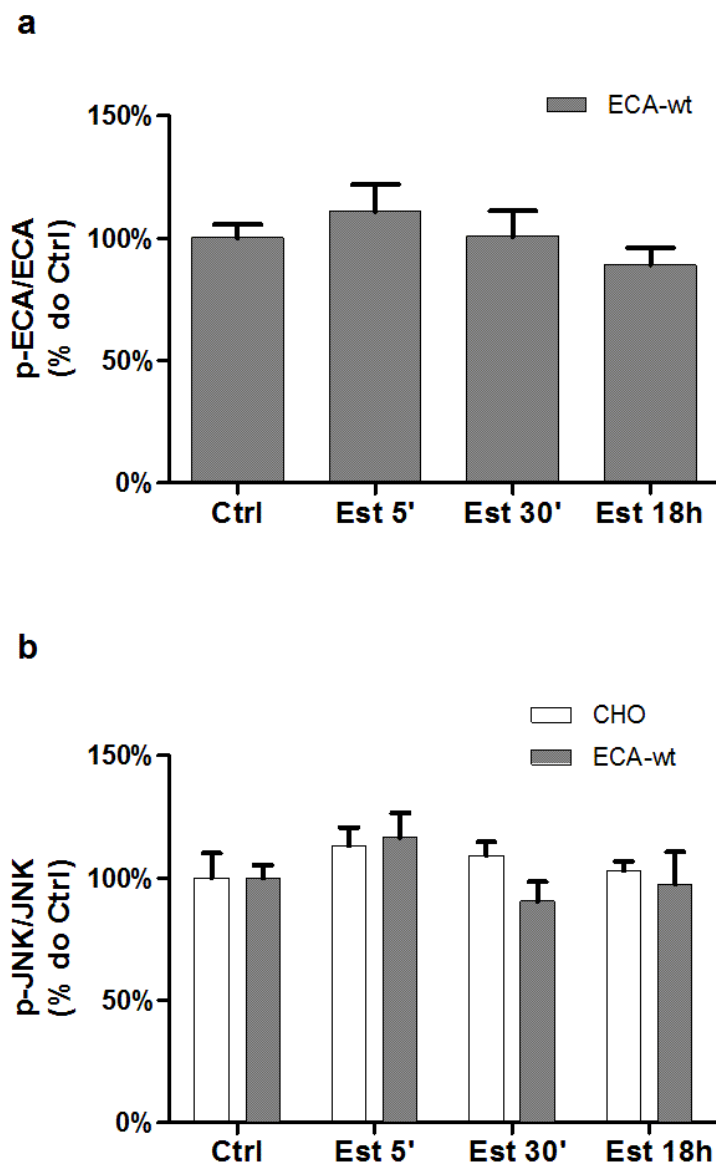 a
150%
100%
50%
0%
p-ECA/ECA
(% do Ctrl)
ECA-wt
Ctrl
Est 5'
Est 30'
Est 18h
b
150%
100%
50%
0%
p-JNK/JNK
(% do Ctrl)
CHO
ECA-wt
Ctrl
Est 5'
Est 30'
Est 18h